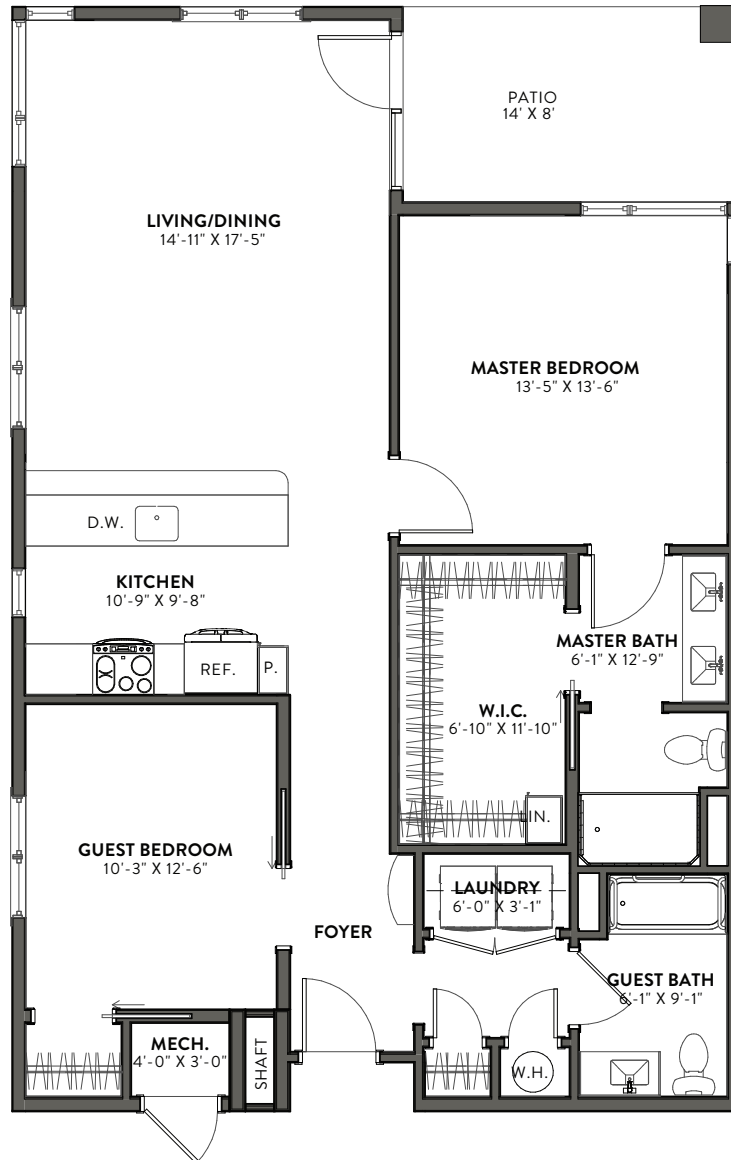 PATIO
14' X 8'
LIVING/DINING
14'-11" X 17'-5"
MASTER BEDROOM
13'-5" X 13'-6"
D.W.
KITCHEN
10'-9" X 9'-8"
REF.
P.
MASTER BATH
6'-1" X 12'-9"
W.I.C.
6'-10" X 11'-10"
IN.
GUEST BEDROOM
10'-3" X 12'-6"
LAUNDRY
6'-0" X 3'-1"
FOYER
GUEST BATH
6'-1" X 9'-1"
MECH.
4'-0" X 3'-0"
SHAFT
W.H.